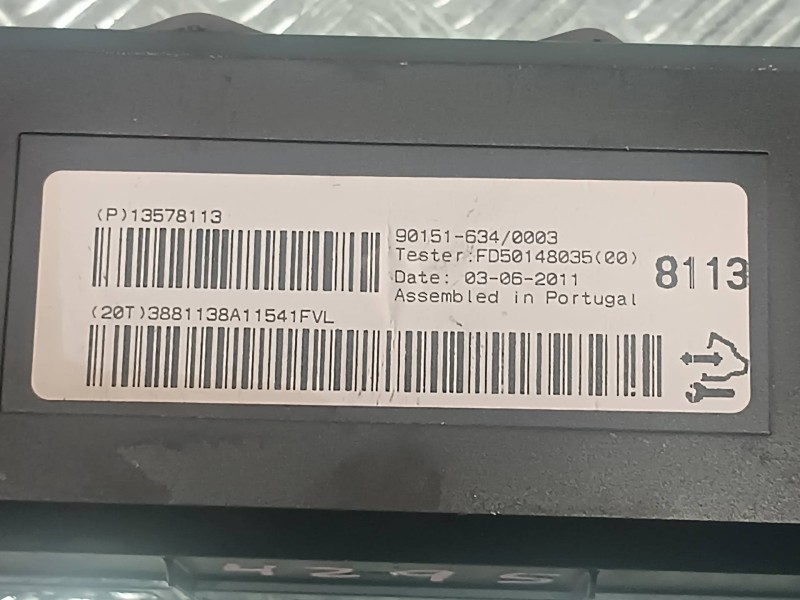 (P)13578113
90151-634/0003
Tester:FD50148035(00)
Date: 03-06-2011
Assembled in Portugal
8113
(20T)3881138A11541FVL